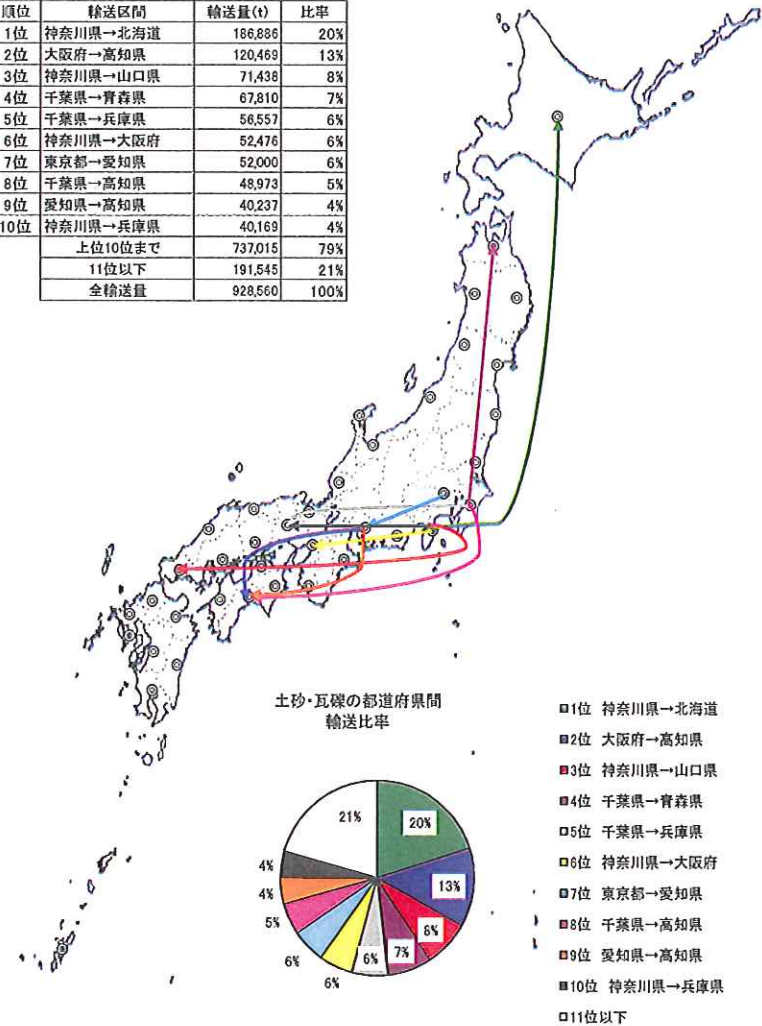 順位 輸送区間 輸送量(t) 比率
1位 神奈川県→北海道 186,886 20%
2位 大阪府→高知県 120,469 13%
3位 神奈川県→山口県 71,438 8%
4位 千葉県→青森県 67,810 7%
5位 千葉県→兵庫県 56,557 6%
6位 神奈川県→大阪府 52,476 6%
7位 東京都→愛知県 52,000 6%
8位 千葉県→高知県 48,973 5%
9位 愛知県→高知県 40,237 4%
10位 神奈川県→兵庫県 40,169 4%
上位10位まで 737,015 79%
11位以下 191,545 21%
全輸送量 928,560 100%
土砂・瓦礫の都道府県間
輸送比率
20%
13%
8%
7%
6%
6%
6%
5%
4%
4%
21%
1位 神奈川県→北海道
2位 大阪府→高知県
3位 神奈川県→山口県
4位 千葉県→青森県
5位 千葉県→兵庫県
6位 神奈川県→大阪府
7位 東京都→愛知県
8位 千葉県→高知県
9位 愛知県→高知県
10位 神奈川県→兵庫県
11位以下